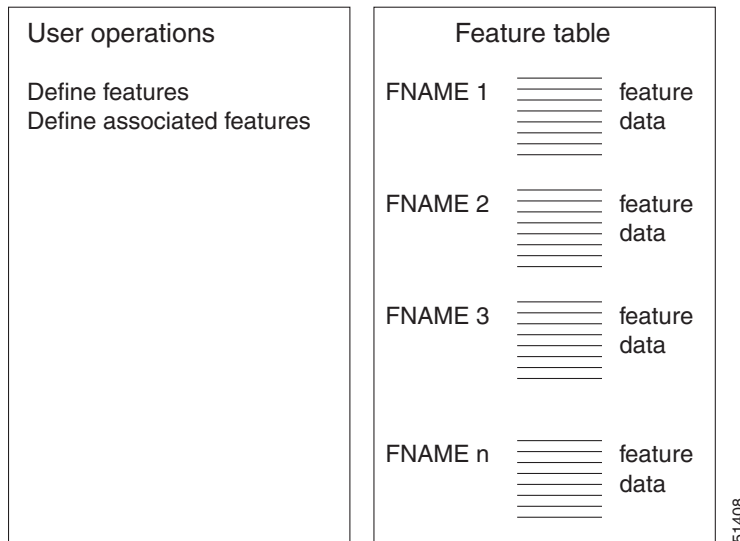 User operations
Define features
Define associated features
Feature table
FNAME 1
feature
data
FNAME 2
feature
data
FNAME 3
feature
data
FNAME n
feature
data
51408